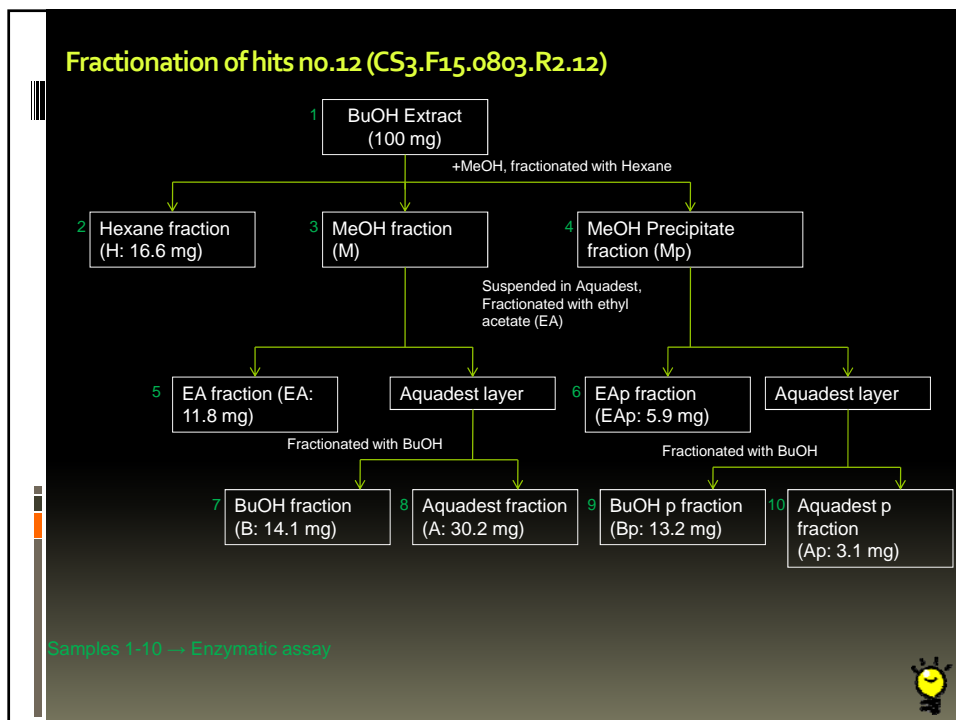 Fractionation of hits no.12 (CS3.F15.0803.R2.12)
1
BuOH Extract
(100 mg)
+MeOH, fractionated with Hexane
2
Hexane fraction
(H: 16.6 mg)
3
MeOH fraction
(M)
4
MeOH Precipitate
fraction (Mp)
Suspended in Aquadest,
Fractionated with ethyl
acetate (EA)
5
EA fraction (EA:
11.8 mg)
Aquadest layer
6
EAp fraction
(EAp: 5.9 mg)
Aquadest layer
Fractionated with BuOH
Fractionated with BuOH
7
BuOH fraction
(B: 14.1 mg)
8
Aquadest fraction
(A: 30.2 mg)
9
BuOH p fraction
(Bp: 13.2 mg)
10
Aquadest p
fraction
(Ap: 3.1 mg)
Samples 1-10 → Enzymatic assay